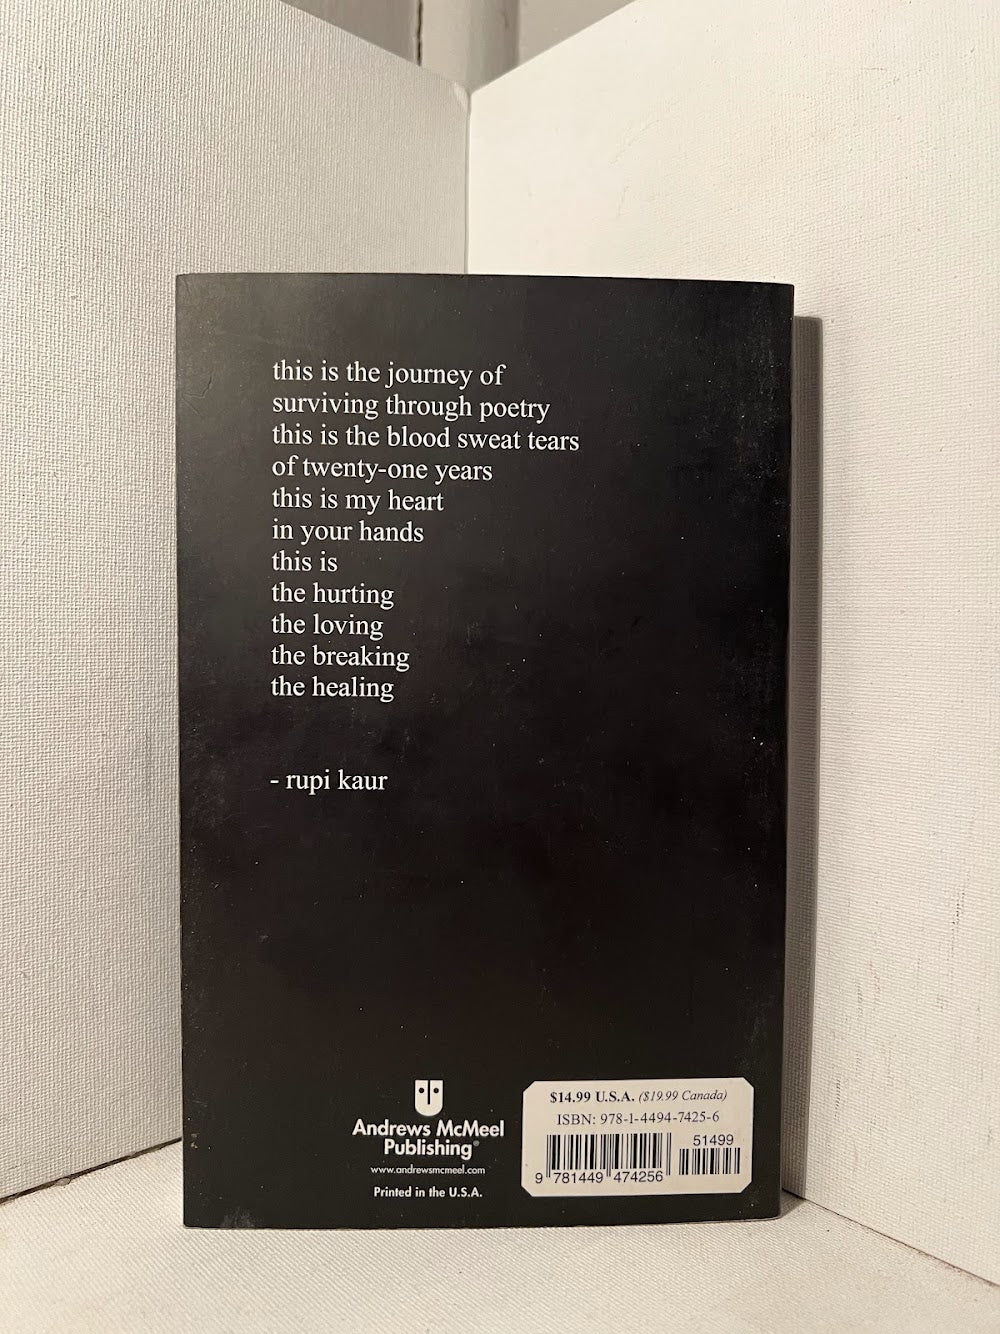 this is the journey of
surviving through poetry
this is the blood sweat tears
of twenty-one years
this is my heart
in your hands
this is
the hurting
the loving
the breaking
the healing
- rupi kaur
Andrews McMeel
Publishing®
www.andrewsmcmeel.com
Printed in the U.S.A.
$14.99 U.S.A. ($19.99 Canada)
ISBN: 978-1-4494-7425-6
51499
9 781449 474256